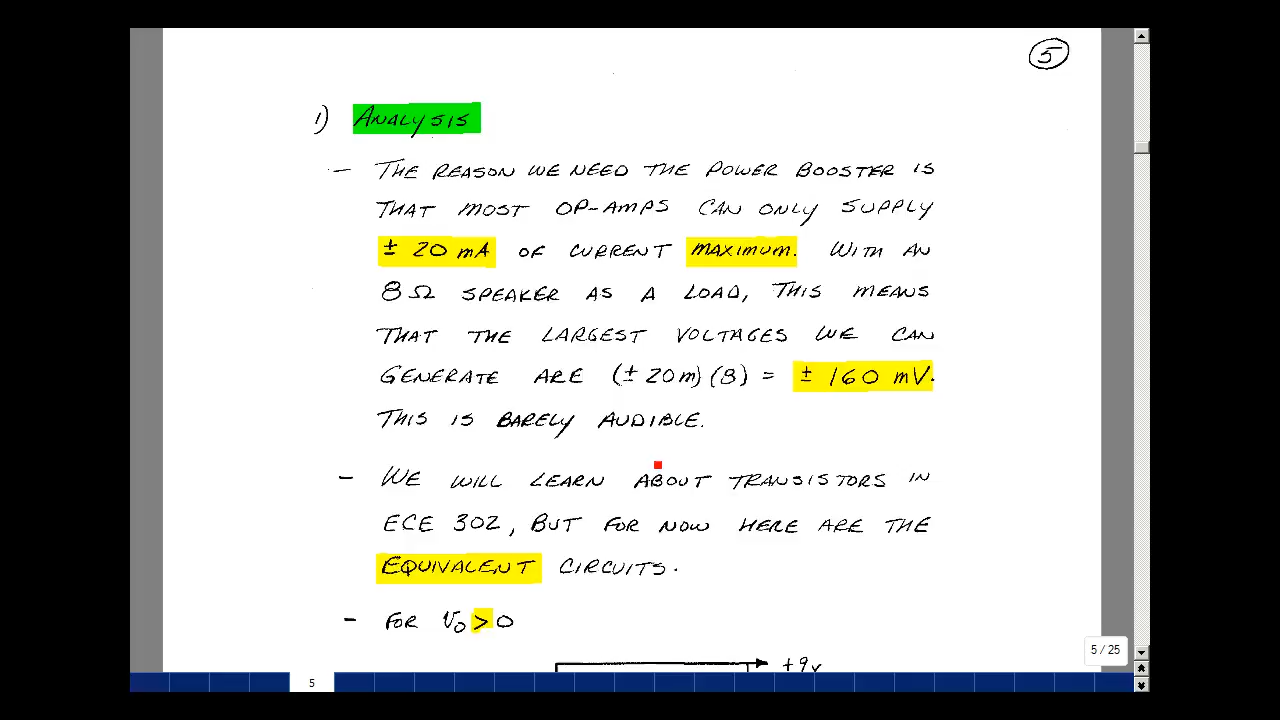 5
1) ANALYSIS
- THE REASON WE NEED THE POWER BOOSTER IS
THAT MOST OP-AMPS CAN ONLY SUPPLY
± 20 mA OF CURRENT MAXIMUM. WITH AN
8 Ω SPEAKER AS A LOAD, THIS MEANS
THAT THE LARGEST VOLTAGES WE CAN
GENERATE ARE (± 20m)(8) = ± 160 mV.
THIS IS BARELY AUDIBLE.
- WE WILL LEARN ABOUT TRANSISTORS IN
ECE 302, BUT FOR NOW HERE ARE THE
EQUIVALENT CIRCUITS.
- FOR Vo > 0
+9v
5 / 25
5